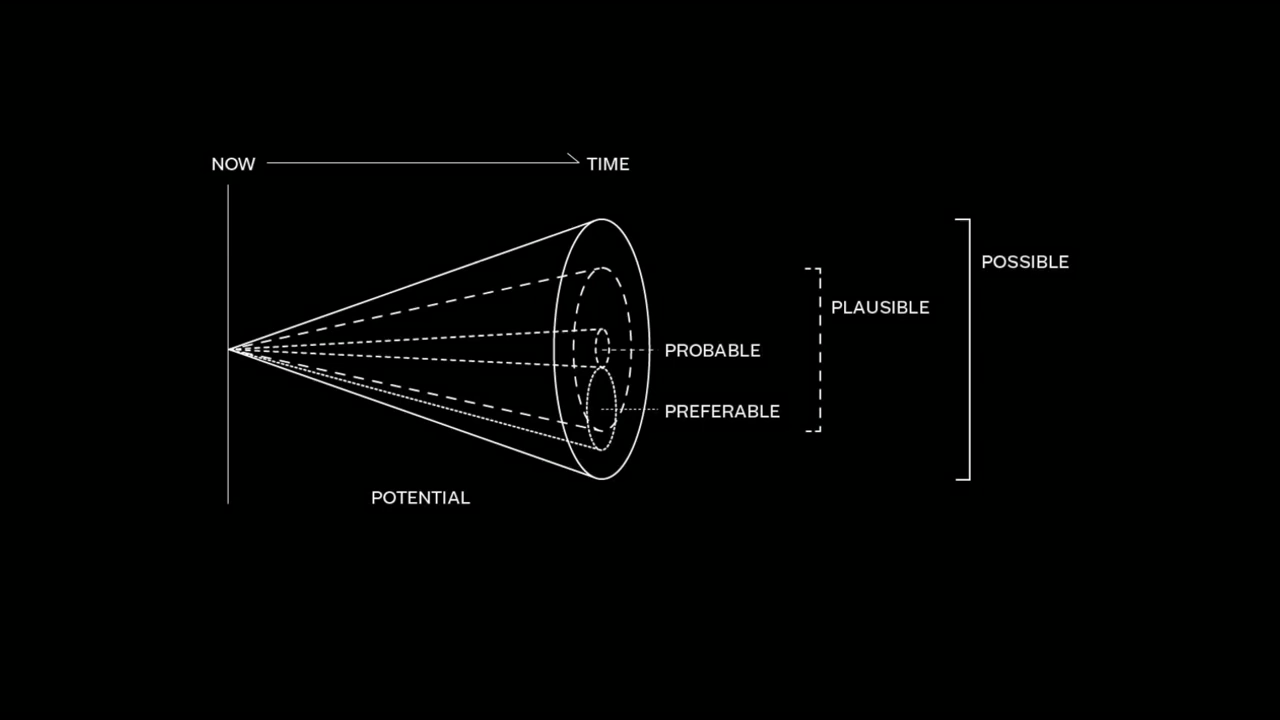 NOW
TIME
POSSIBLE
PLAUSIBLE
PROBABLE
PREFERABLE
POTENTIAL